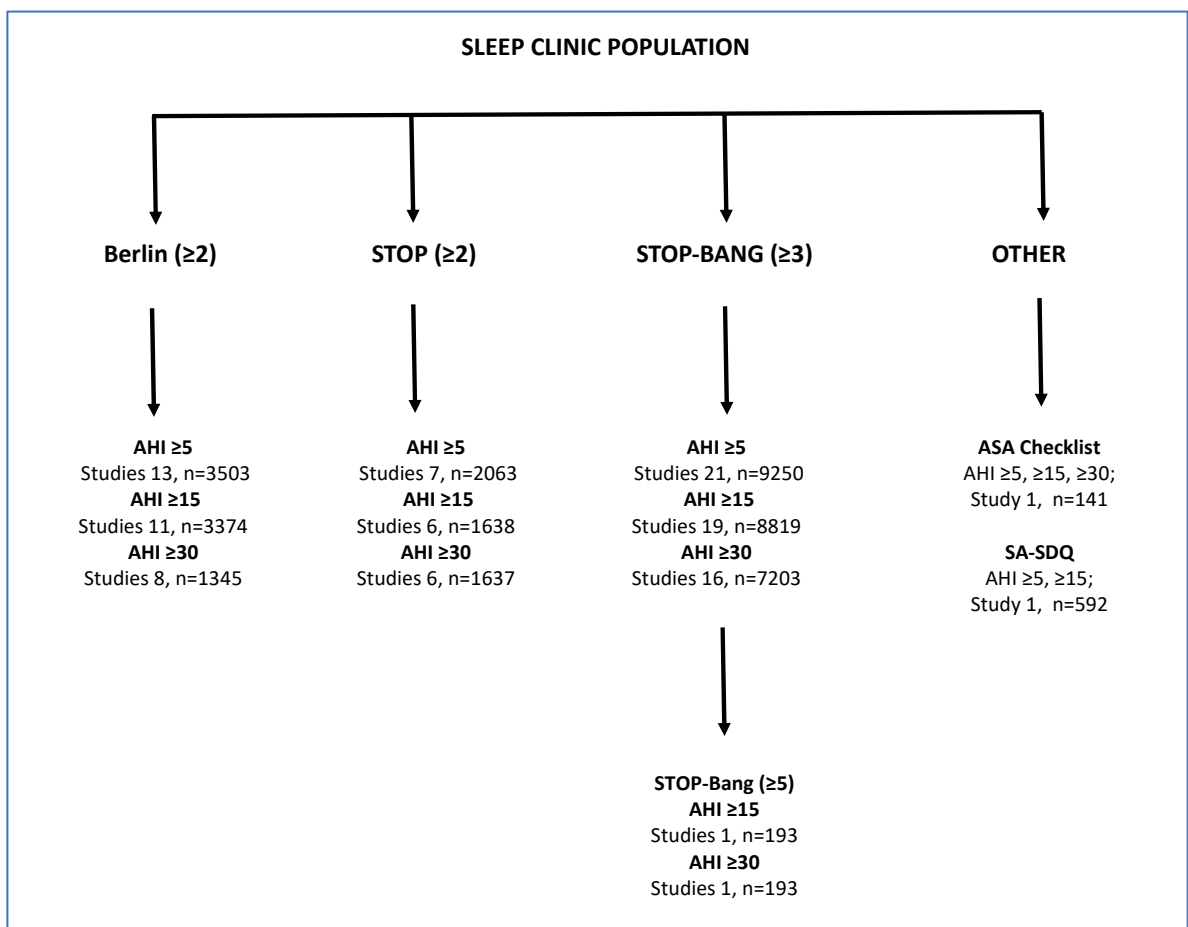 SLEEP CLINIC POPULATION
Berlin (≥2)
STOP (≥2)
STOP-BANG (≥3)
OTHER
AHI ≥5
Studies 13, n=3503
AHI ≥15
Studies 11, n=3374
AHI ≥30
Studies 8, n=1345
AHI ≥5
Studies 7, n=2063
AHI ≥15
Studies 6, n=1638
AHI ≥30
Studies 6, n=1637
AHI ≥5
Studies 21, n=9250
AHI ≥15
Studies 19, n=8819
AHI ≥30
Studies 16, n=7203
ASA Checklist
AHI ≥5, ≥15, ≥30;
Study 1, n=141
SA-SDQ
AHI ≥5, ≥15;
Study 1, n=592
STOP-Bang (≥5)
AHI ≥15
Studies 1, n=193
AHI ≥30
Studies 1, n=193